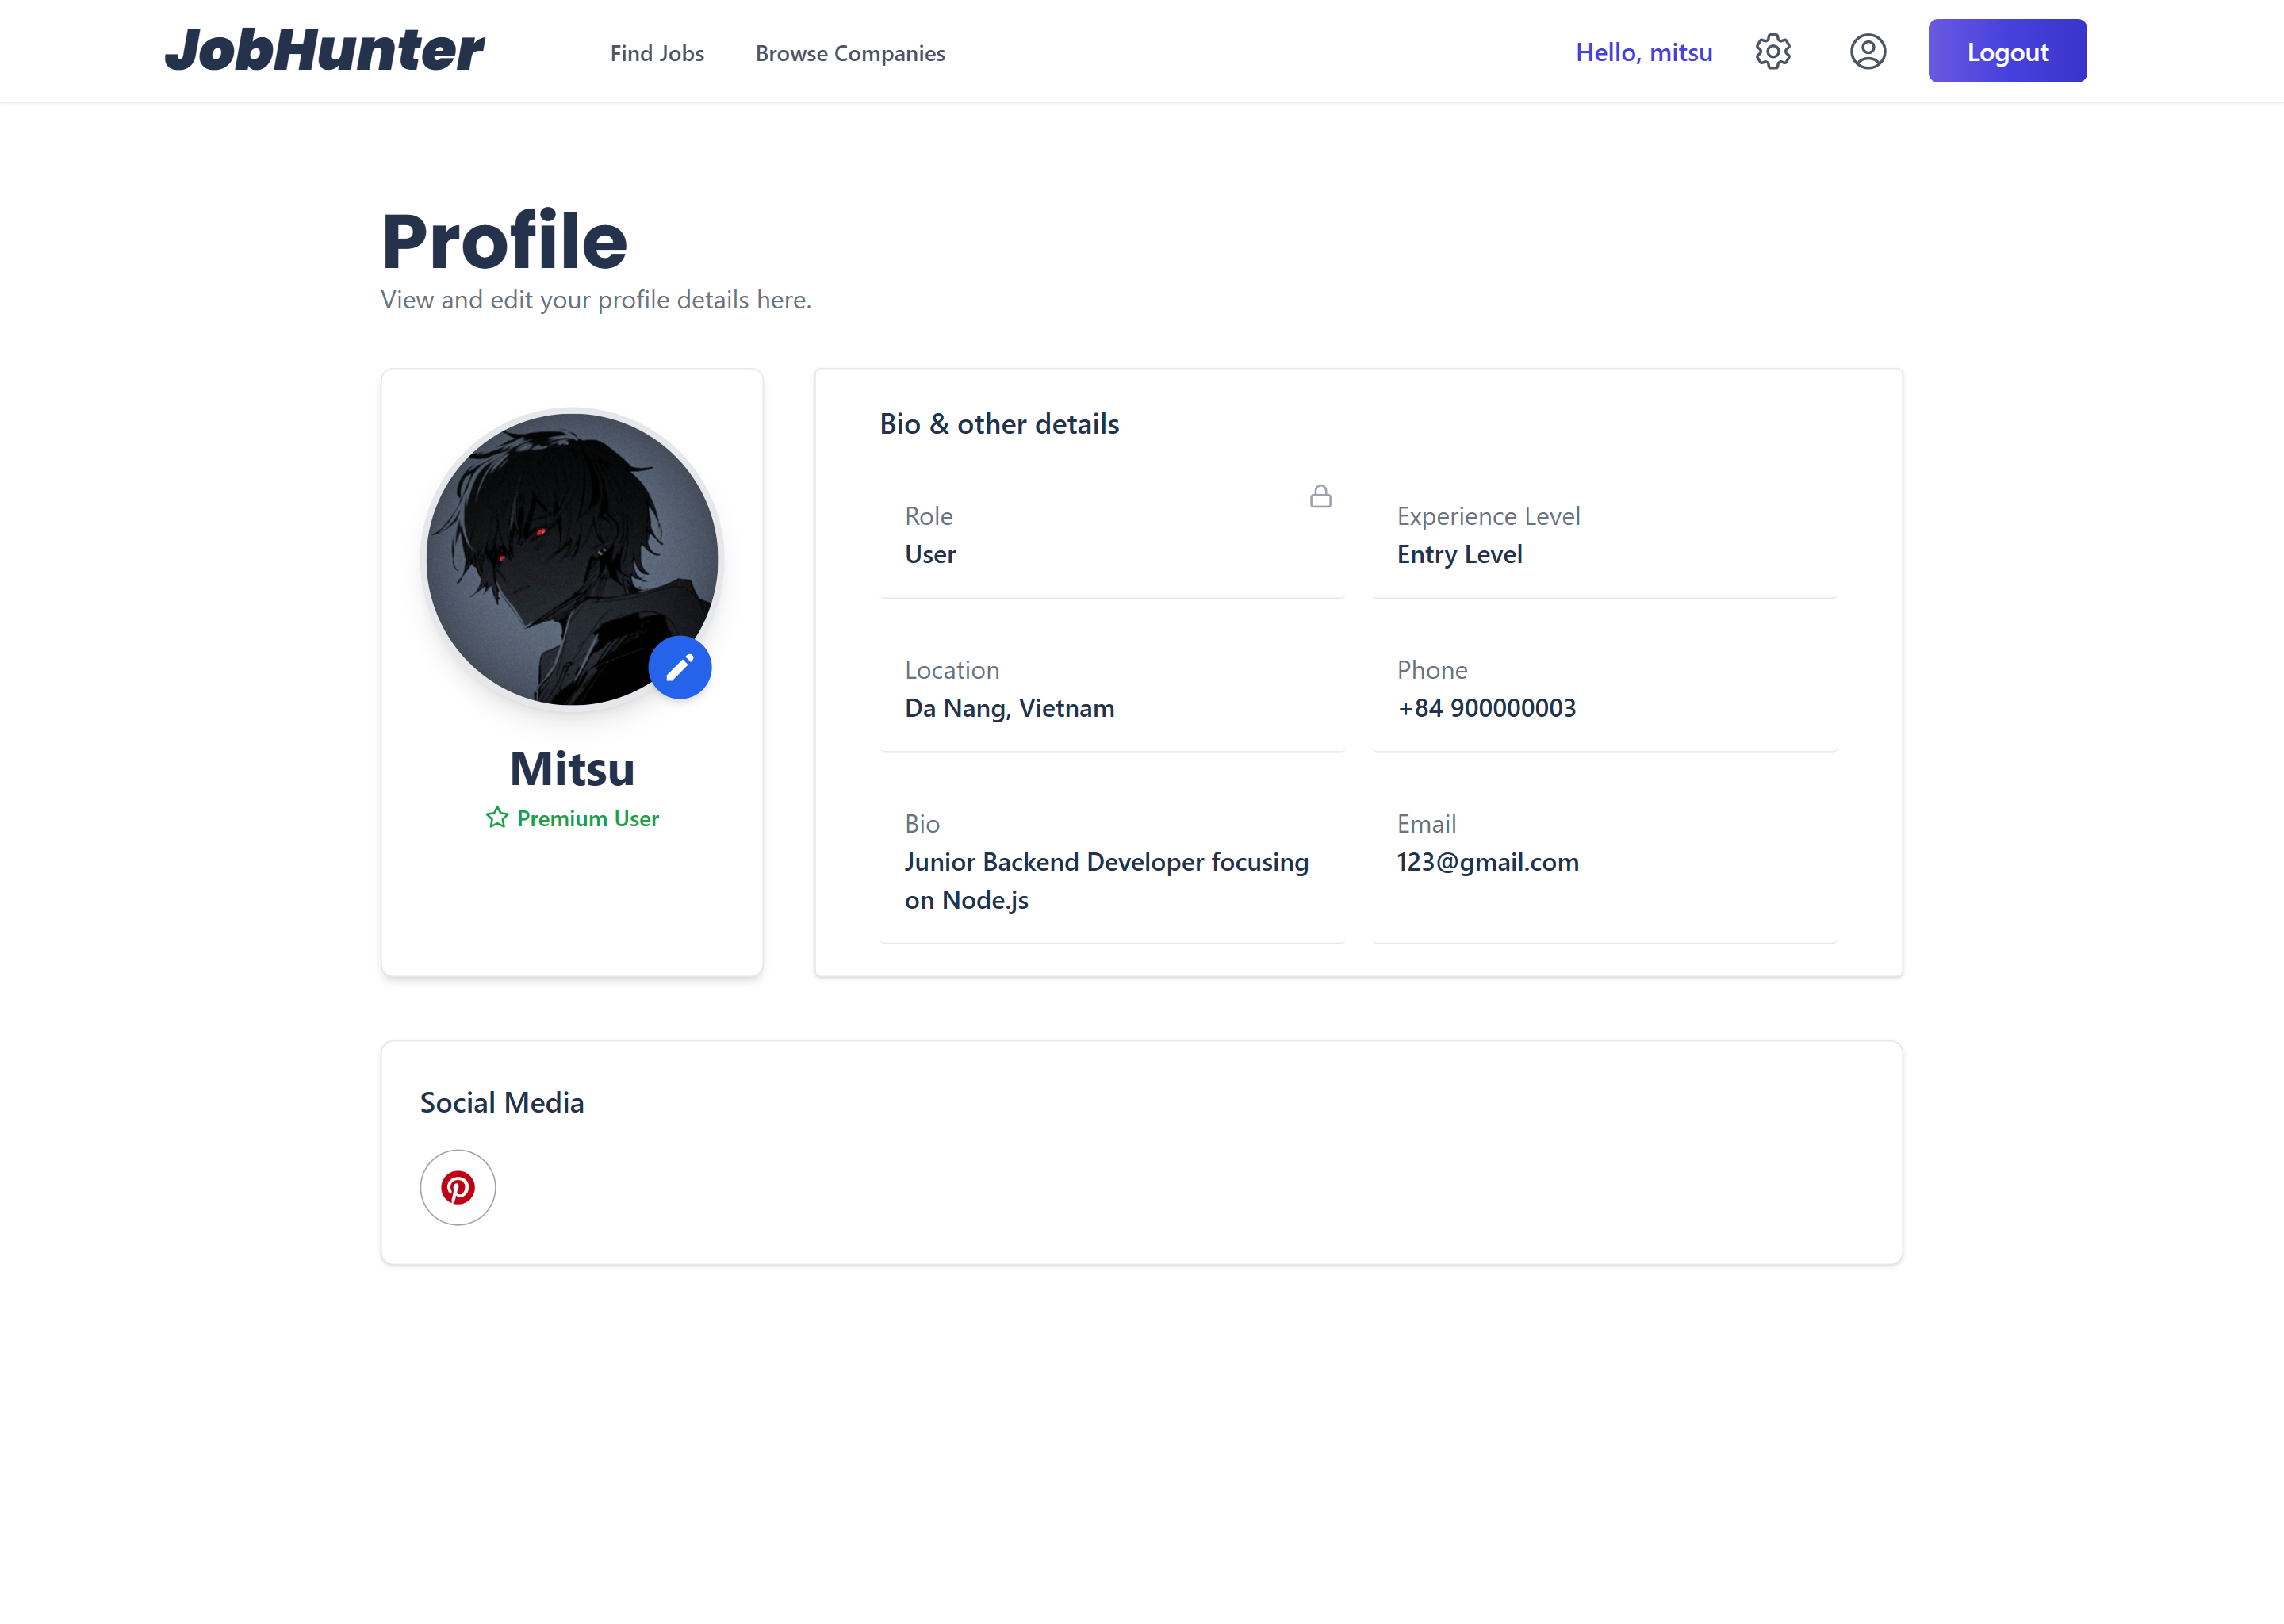 JobHunter
Find Jobs
Browse Companies
Hello, mitsu
Logout
Profile
View and edit your profile details here.
Mitsu
Premium User
Bio & other details
Role
User
Experience Level
Entry Level
Location
Da Nang, Vietnam
Phone
+84 900000003
Bio
Junior Backend Developer focusing
on Node.js
Email
123@gmail.com
Social Media